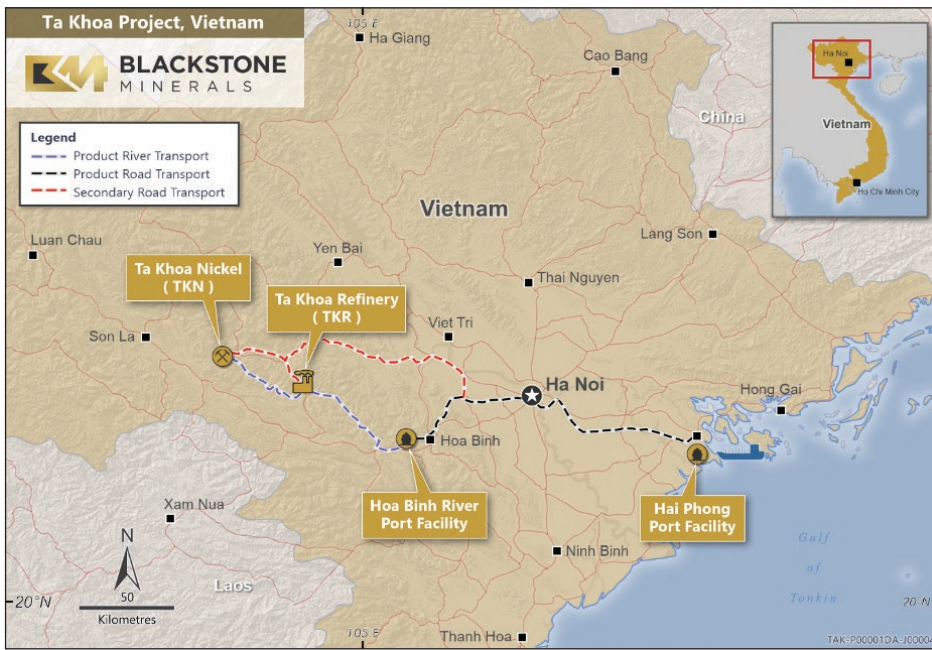 Ta Khoa Project, Vietnam
BLACKSTONE
MINERALS
105 E
Ha Giang
Cao Bang
China
Ha Noi
Vietnam
Ho Chi Minh City
Legend
Product River Transport
Product Road Transport
Secondary Road Transport
Vietnam
Luan Chau
Yen Bai
Lang Son
Thai Nguyen
Ta Khoa Nickel
( TKN )
Ta Khoa Refinery
( TKR )
Son La
Viet Tri
Ha Noi
Hong Gai
Hoa Binh
Hoa Binh River
Port Facility
Hai Phong
Port Facility
Xam Nua
N
Ninh Binh
Gulf
of
Tonkin
Laos
50
Kilometres
20°N
20°N
105 E
Thanh Hoa
TAK-P00001DA-J00004